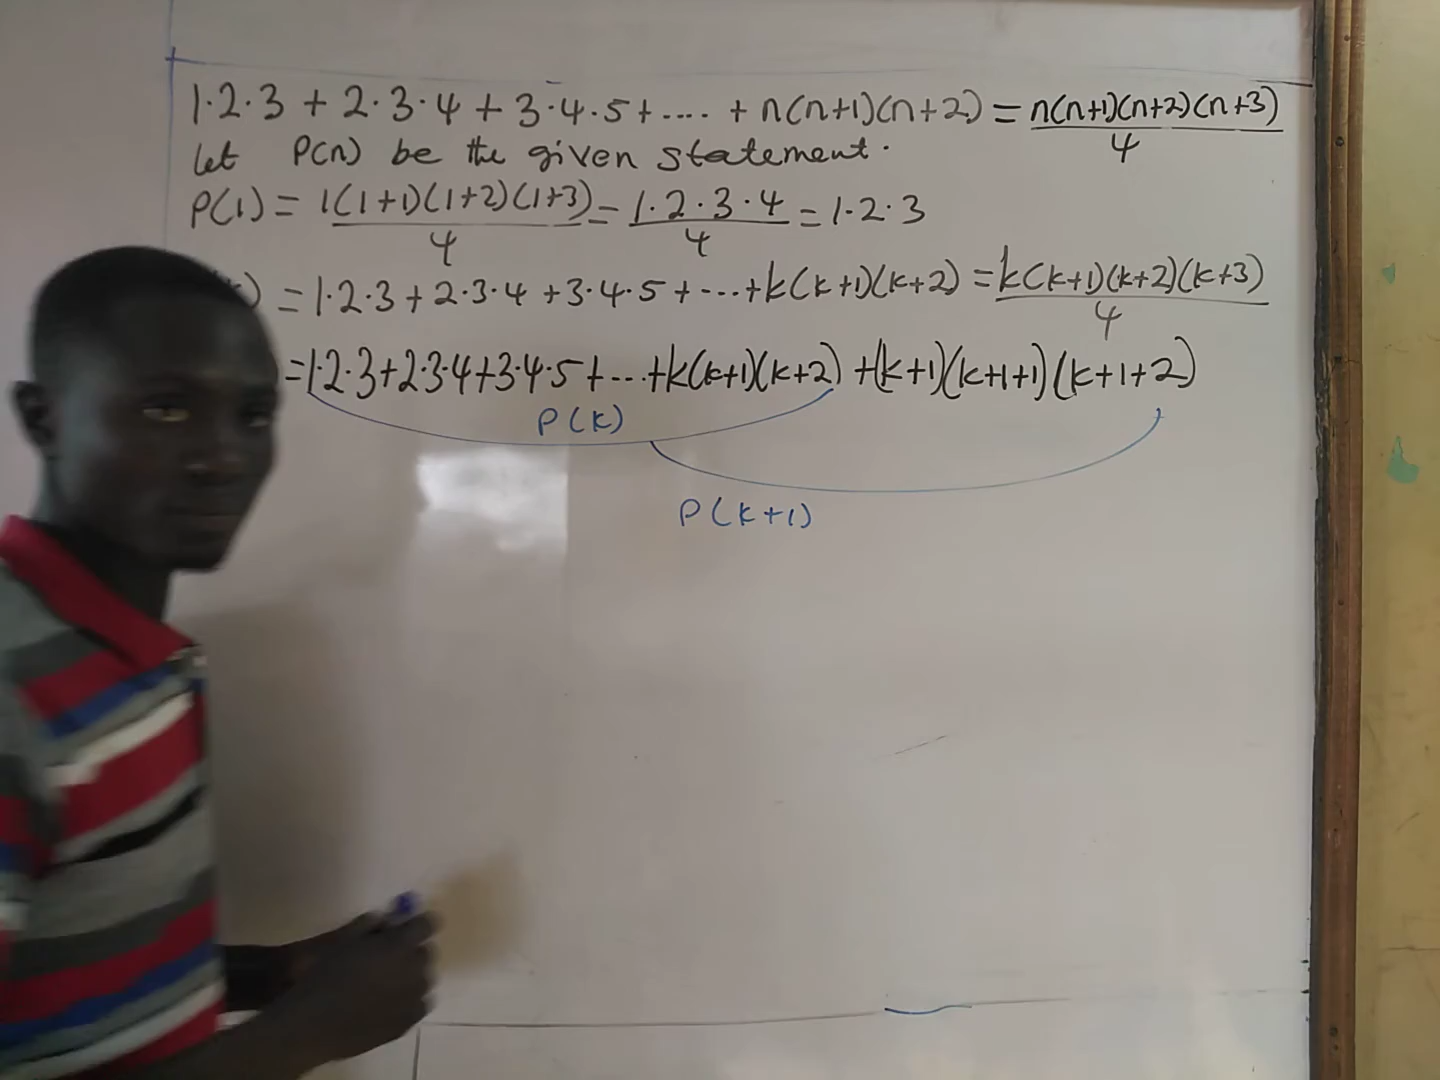 1·2·3 + 2·3·4 + 3·4·5 + .... + n(n+1)(n+2) = n(n+1)(n+2)(n+3)/4
let P(n) be the given statement.
P(1) = 1(1+1)(1+2)(1+3)/4 = 1·2·3·4/4 = 1·2·3
) = 1·2·3 + 2·3·4 + 3·4·5 + ... + k(k+1)(k+2) = k(k+1)(k+2)(k+3)/4
= 1·2·3+2·3·4+3·4·5 + ... + k(k+1)(k+2) + (k+1)(k+1+1)(k+1+2)
P(k)
P(k+1)